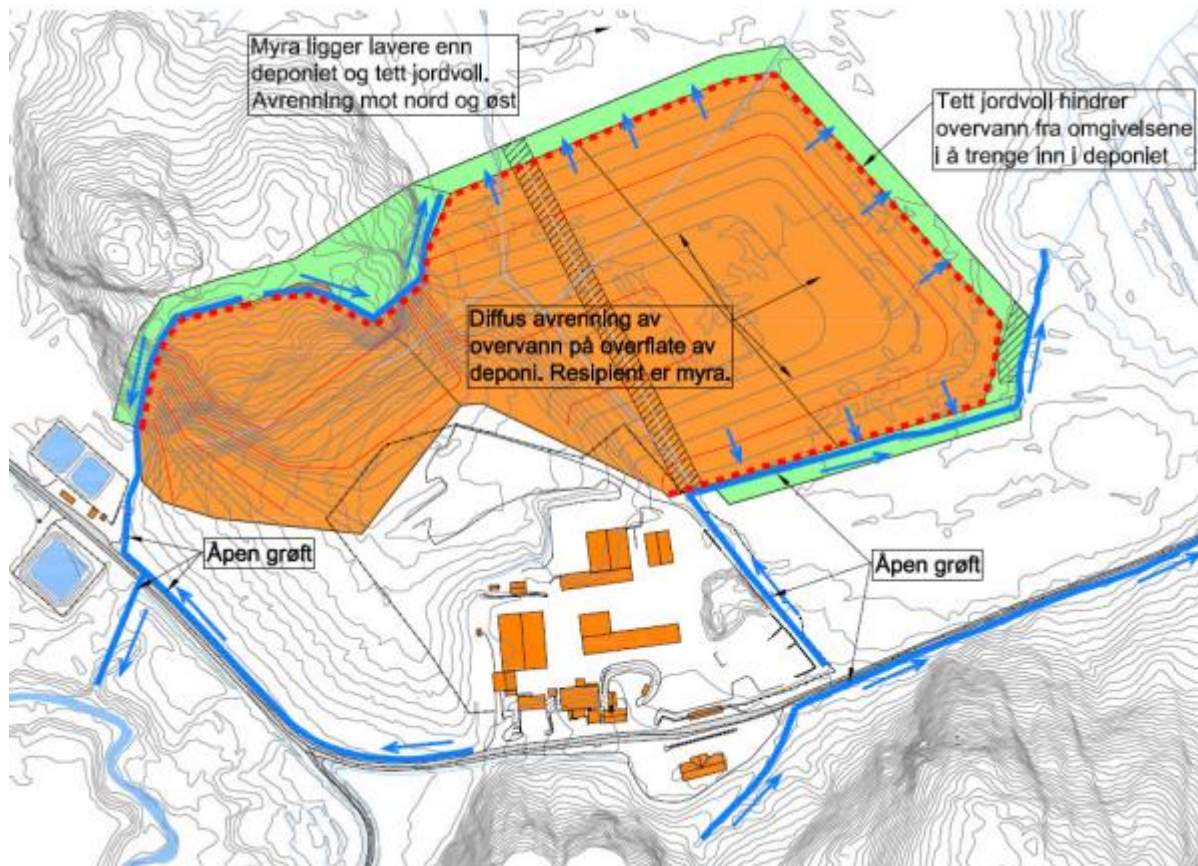 Myra ligger lavere enn
deponiet og tett jordvoll.
Avrenning mot nord og øst
Tett jordvoll hindrer
overvann fra omgivelsene
i å trenge inn i deponiet
Diffus avrenning av
overvann på overflate av
deponi. Resipient er myra.
Åpen grøft
Åpen grøft